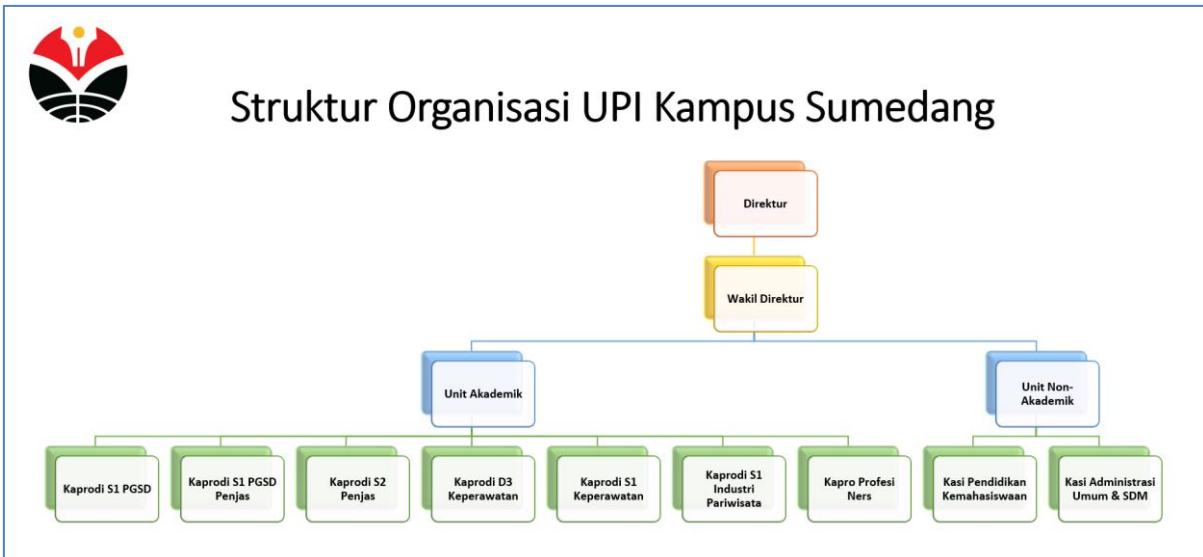 Struktur Organisasi UPI Kampus Sumedang
Direktur
Wakil Direktur
Unit Akademik
Unit Non-
Akademik
Kaprodi S1 PGSD
Kaprodi S1 PGSD
Penjas
Kaprodi S2
Penjas
Kaprodi D3
Keperawatan
Kaprodi S1
Keperawatan
Kaprodi S1
Industri
Pariwisata
Kapro Profesi
Ners
Kasi Pendidikan
Kemahasiswaan
Kasi Administrasi
Umum & SDM